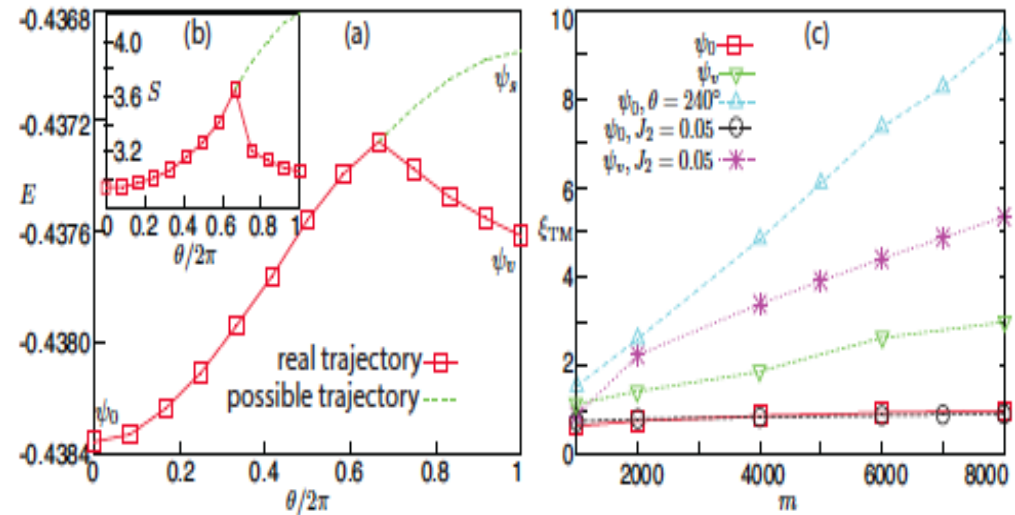 -0.4368
-0.4372
-0.4376
-0.4380
-0.4384
E
0
0.2
0.4
0.6
0.8
1
θ/2π
(a)
ψ₀
ψₛ
ψᵥ
real trajectory
possible trajectory
(b)
4.0
3.6
3.2
S
0
0.2
0.4
0.6
0.8
1
θ/2π
(c)
10
8
6
4
2
0
ξTM
2000
4000
6000
8000
m
ψ₀
ψᵥ
ψ₀, θ = 240°
ψ₀, J₂ = 0.05
ψᵥ, J₂ = 0.05